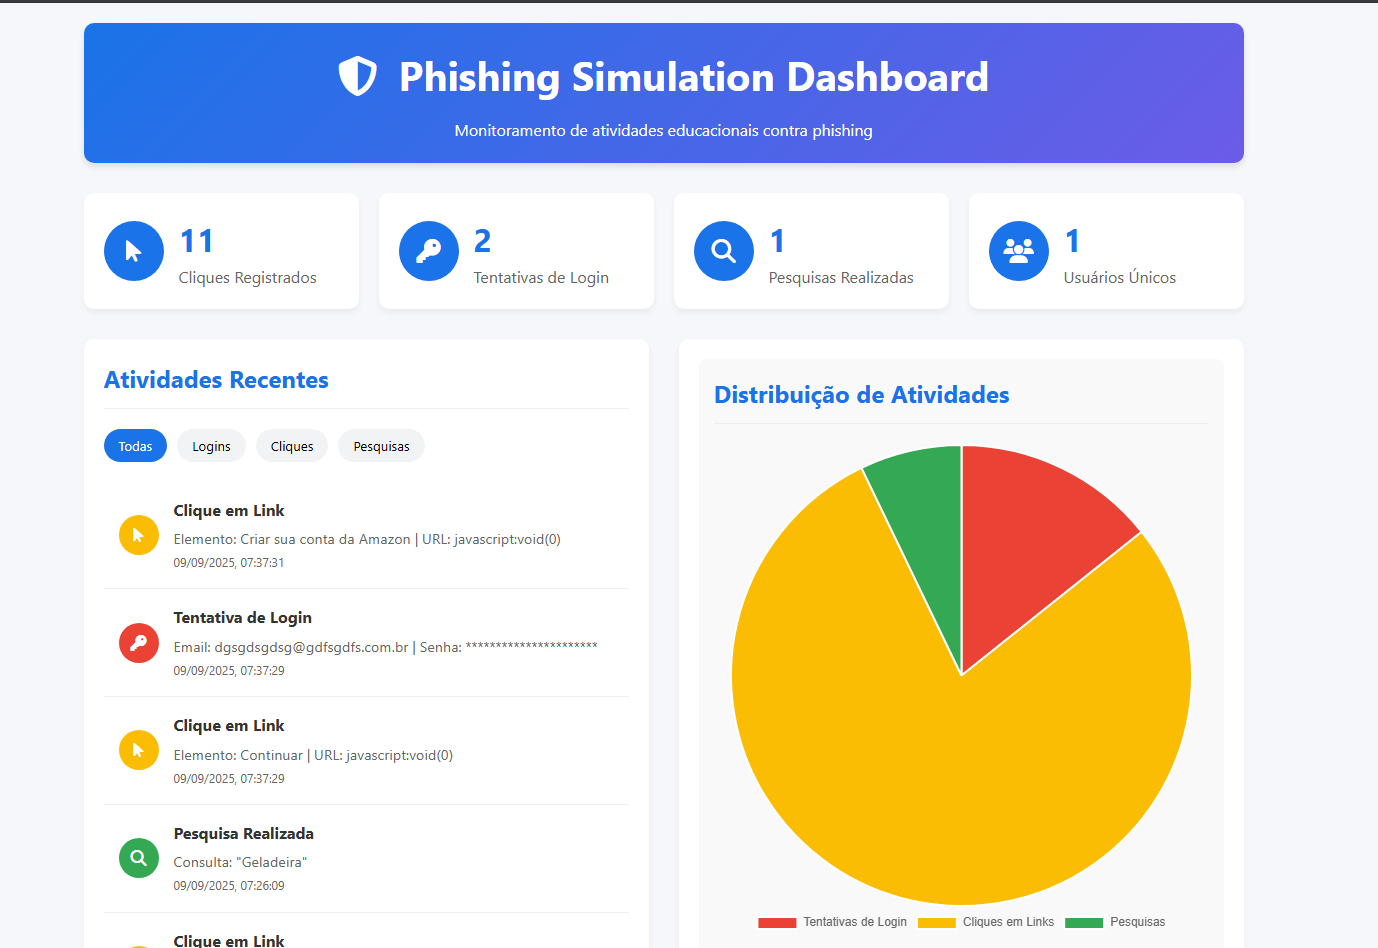 Phishing Simulation Dashboard
Monitoramento de atividades educacionais contra phishing
11
Cliques Registrados
2
Tentativas de Login
1
Pesquisas Realizadas
1
Usuários Únicos
Atividades Recentes
Todas
Logins
Cliques
Pesquisas
Clique em Link
Elemento: Criar sua conta da Amazon | URL: javascript:void(0)
09/09/2025, 07:37:31
Tentativa de Login
Email: dgsgdsgdsg@gdfsgdfs.com.br | Senha: **********************
09/09/2025, 07:37:29
Clique em Link
Elemento: Continuar | URL: javascript:void(0)
09/09/2025, 07:37:29
Pesquisa Realizada
Consulta: "Geladeira"
09/09/2025, 07:26:09
Clique em Link
Distribuição de Atividades
Tentativas de Login
Cliques em Links
Pesquisas